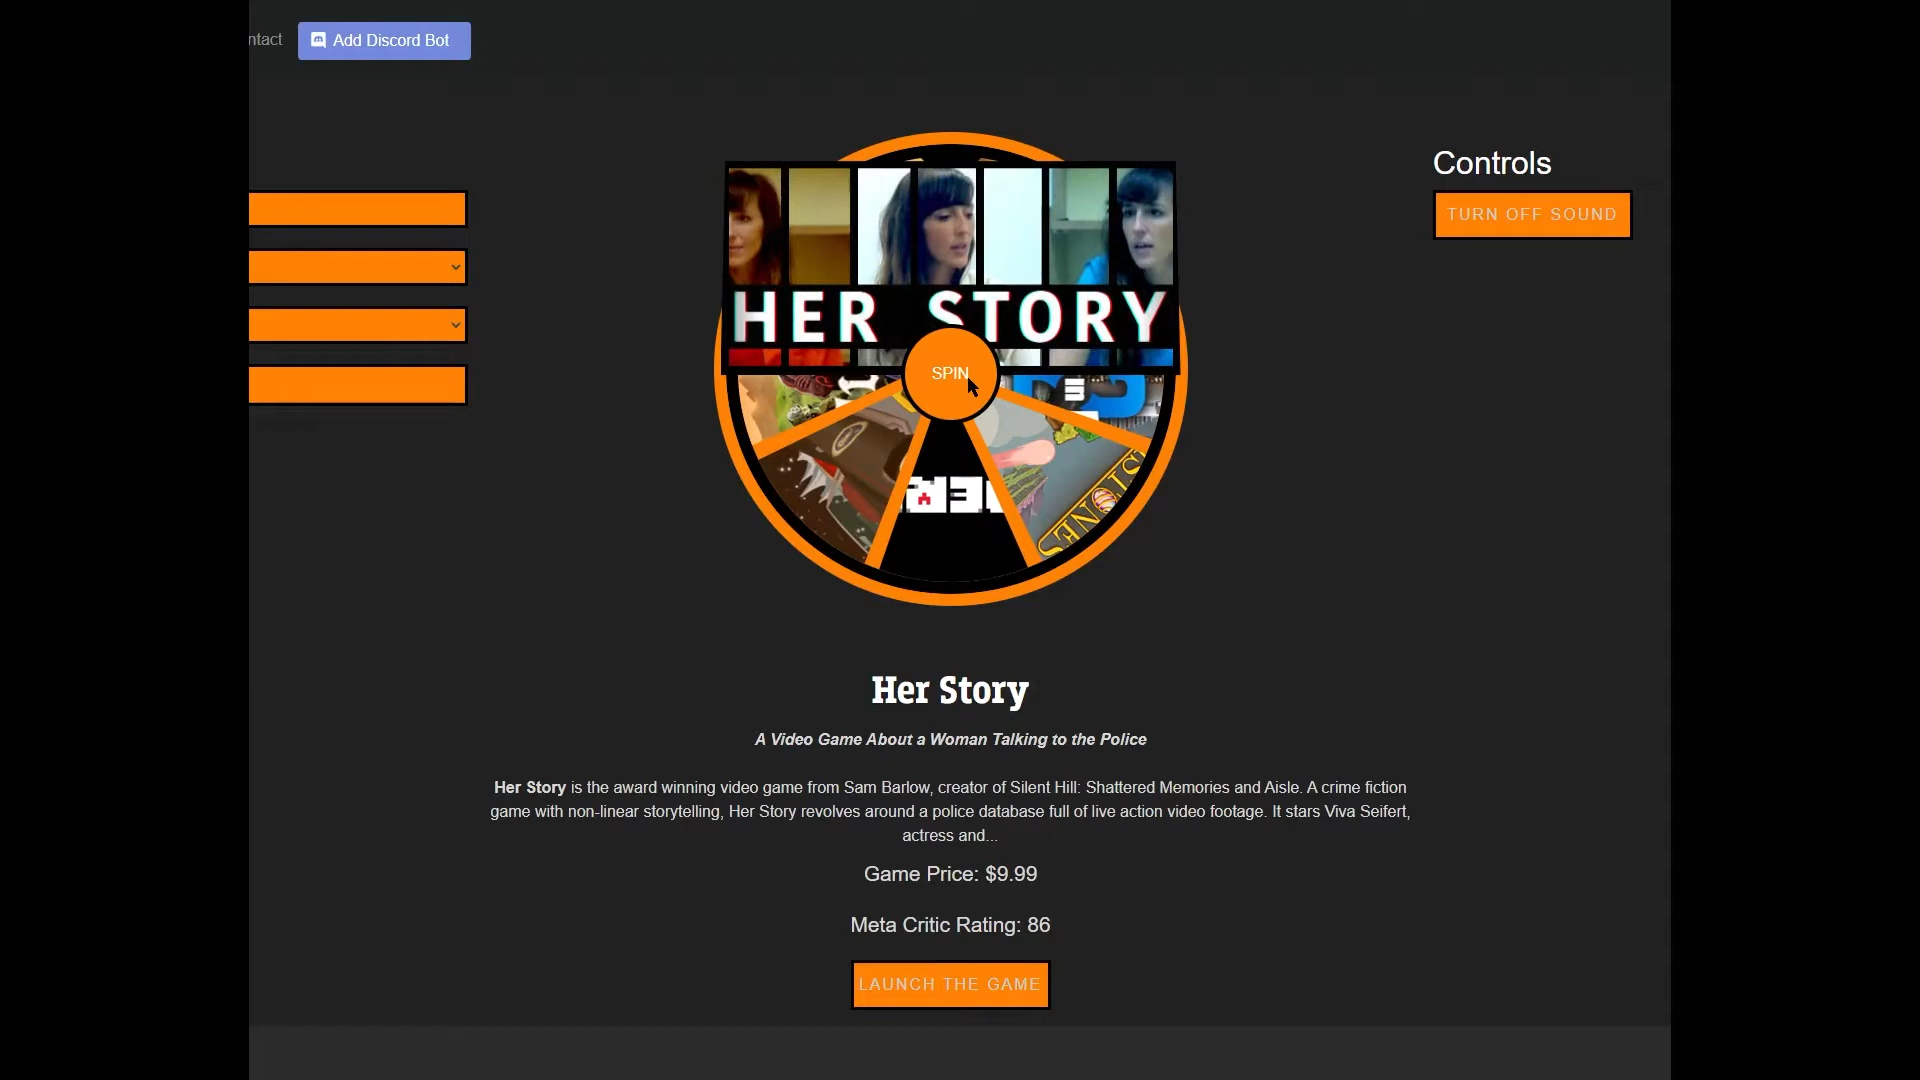 ntact
Add Discord Bot
Controls
TURN OFF SOUND
HER STORY
SPIN
Her Story
A Video Game About a Woman Talking to the Police
Her Story is the award winning video game from Sam Barlow, creator of Silent Hill: Shattered Memories and Aisle. A crime fiction
game with non-linear storytelling, Her Story revolves around a police database full of live action video footage. It stars Viva Seifert,
actress and...
Game Price: $9.99
Meta Critic Rating: 86
LAUNCH THE GAME